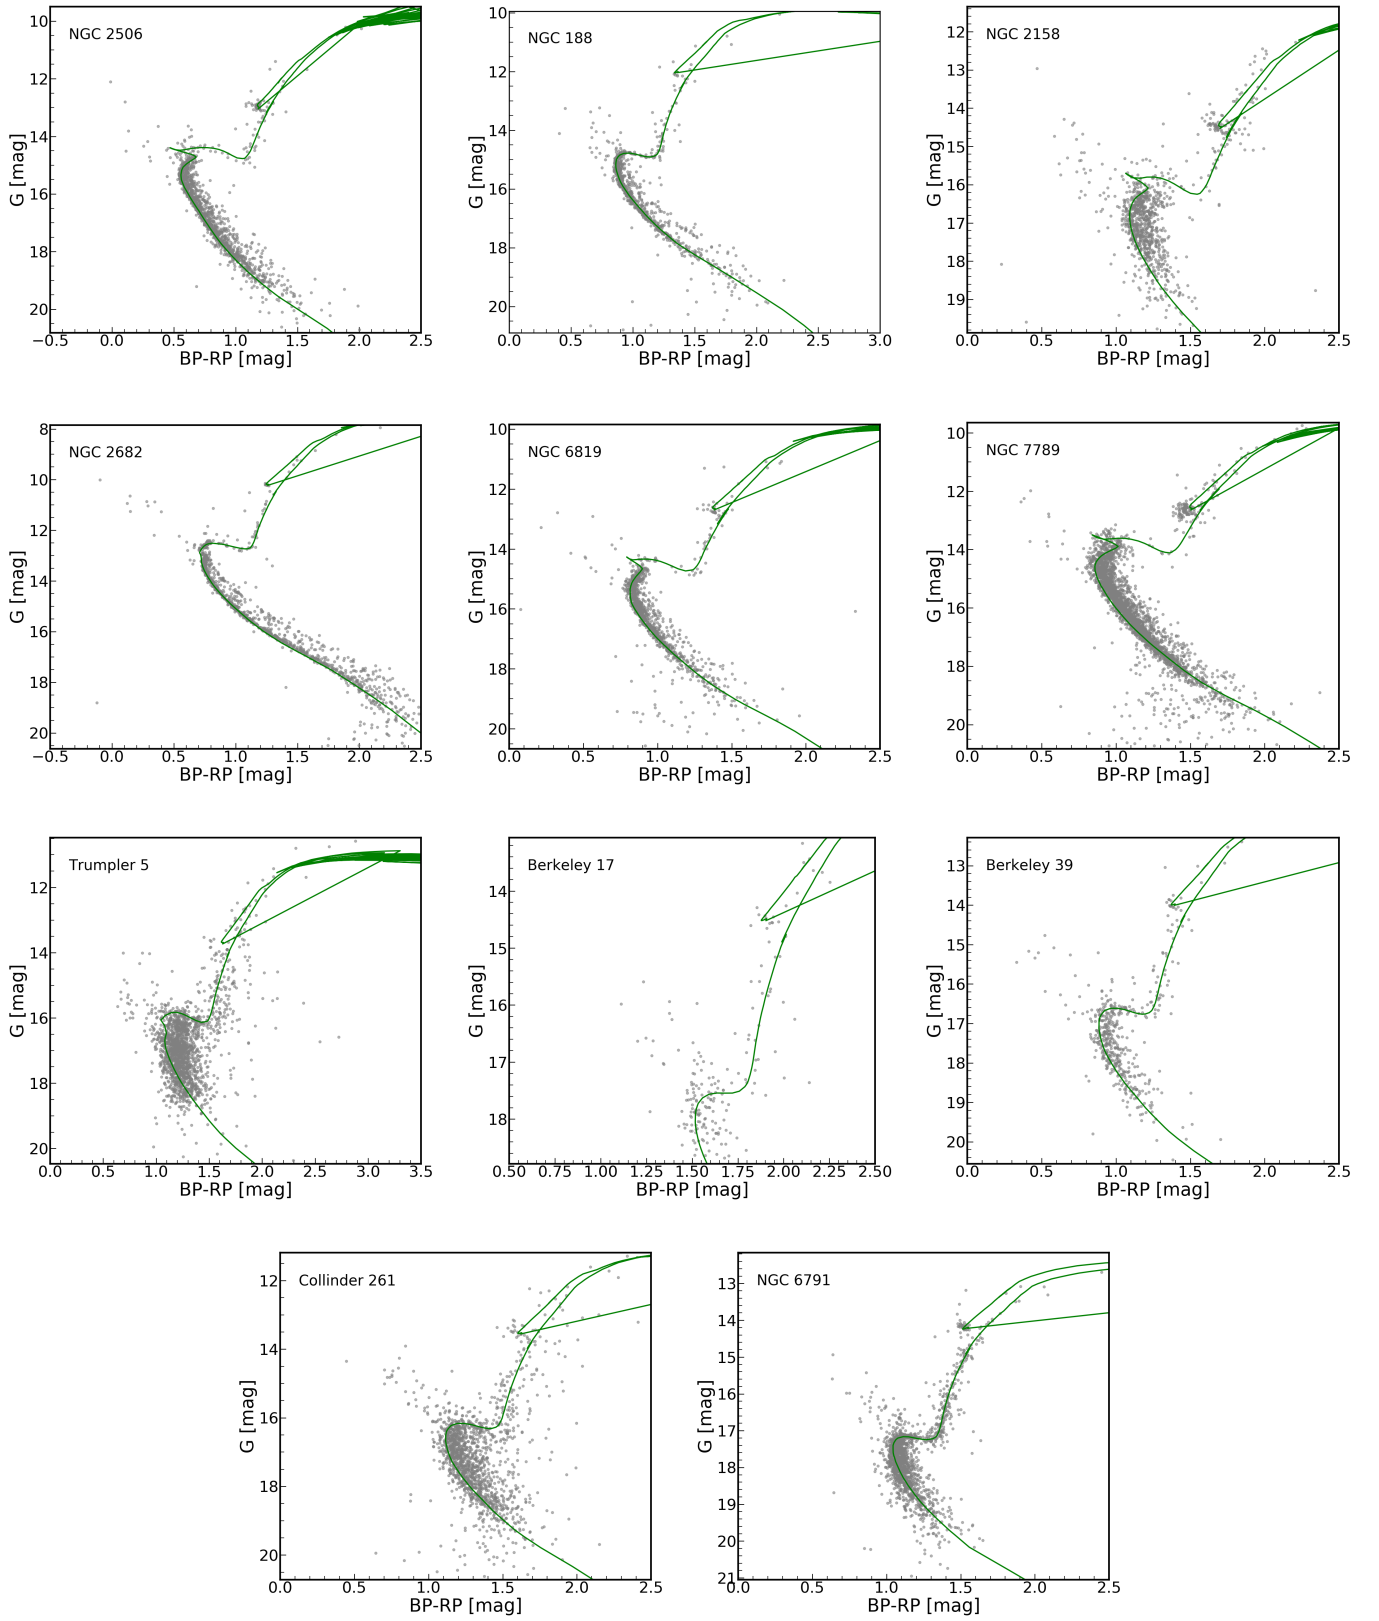 NGC 2506
G [mag]
10
12
14
16
18
20
−0.5 0.0 0.5 1.0 1.5 2.0 2.5
BP-RP [mag]
NGC 188
G [mag]
10
12
14
16
18
20
0.0 0.5 1.0 1.5 2.0 2.5 3.0
BP-RP [mag]
NGC 2158
G [mag]
12
13
14
15
16
17
18
19
0.0 0.5 1.0 1.5 2.0 2.5
BP-RP [mag]
NGC 2682
G [mag]
8
10
12
14
16
18
20
−0.5 0.0 0.5 1.0 1.5 2.0 2.5
BP-RP [mag]
NGC 6819
G [mag]
10
12
14
16
18
20
0.0 0.5 1.0 1.5 2.0 2.5
BP-RP [mag]
NGC 7789
G [mag]
10
12
14
16
18
20
0.0 0.5 1.0 1.5 2.0 2.5
BP-RP [mag]
Trumpler 5
G [mag]
12
14
16
18
20
0.0 0.5 1.0 1.5 2.0 2.5 3.0 3.5
BP-RP [mag]
Berkeley 17
G [mag]
14
15
16
17
18
0.50 0.75 1.00 1.25 1.50 1.75 2.00 2.25 2.50
BP-RP [mag]
Berkeley 39
G [mag]
13
14
15
16
17
18
19
20
0.0 0.5 1.0 1.5 2.0 2.5
BP-RP [mag]
Collinder 261
G [mag]
12
14
16
18
20
0.0 0.5 1.0 1.5 2.0 2.5
BP-RP [mag]
NGC 6791
G [mag]
13
14
15
16
17
18
19
20
21
0.0 0.5 1.0 1.5 2.0 2.5
BP-RP [mag]